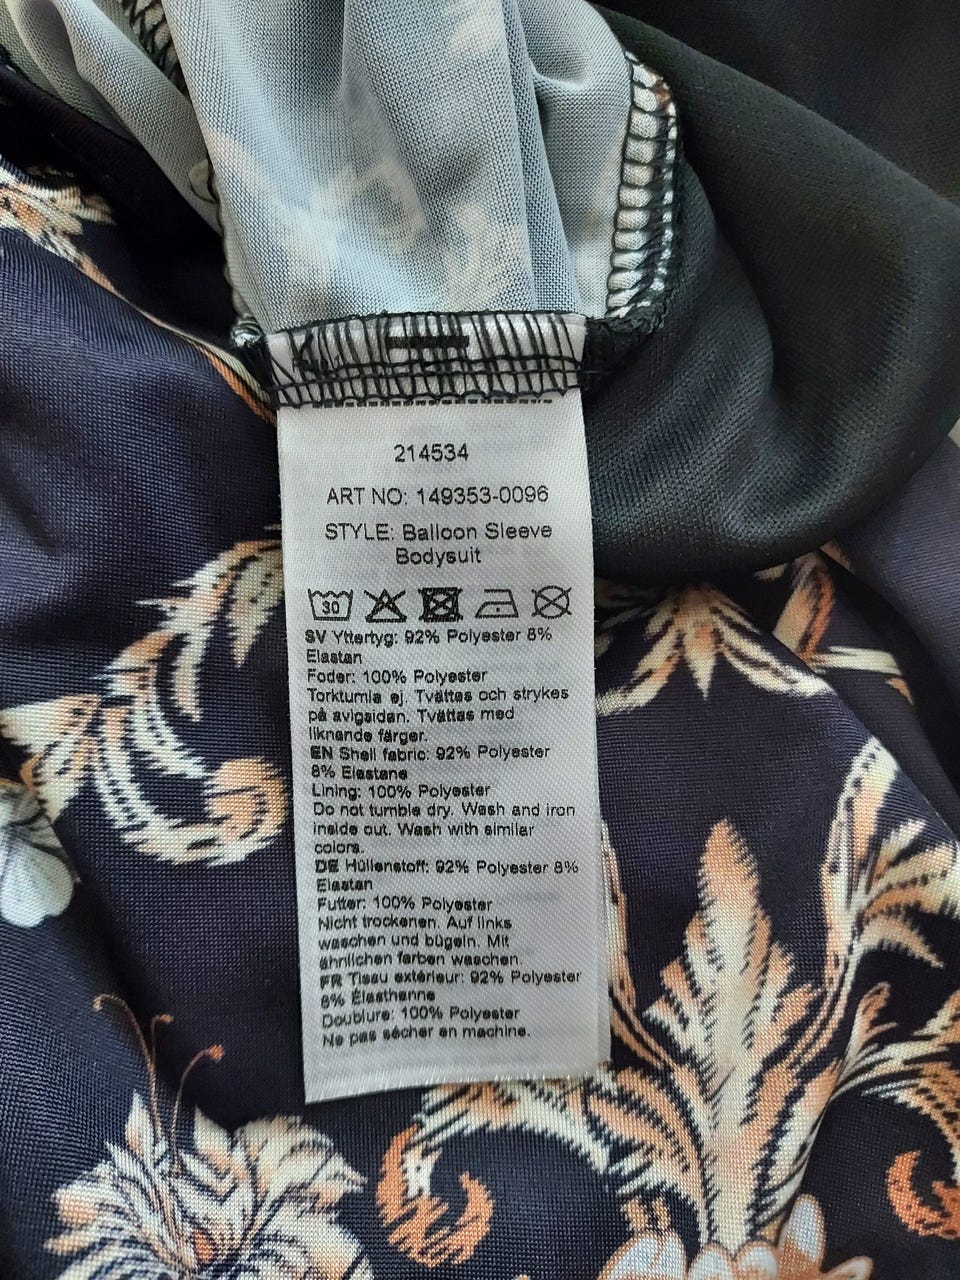 214534
ART NO: 149353-0096
STYLE: Balloon Sleeve
Bodysuit
30
SV Yttertyg: 92% Polyester 8%
Elastan
Foder: 100% Polyester
Torktumla ej. Tvättas och strykes
på avigsidan. Tvättas med
liknande färger.
EN Shell fabric: 92% Polyester
8% Elastane
Lining: 100% Polyester
Do not tumble dry. Wash and iron
inside out. Wash with similar
colors.
DE Hüllenstoff: 92% Polyester 8%
Elastan
Futter: 100% Polyester
Nicht trockenen. Auf links
waschen und bügeln. Mit
ähnlichen farben waschen.
FR Tissu extérieur: 92% Polyester
8% Élasthanne
Doublure: 100% Polyester
Ne pas sécher en machine.